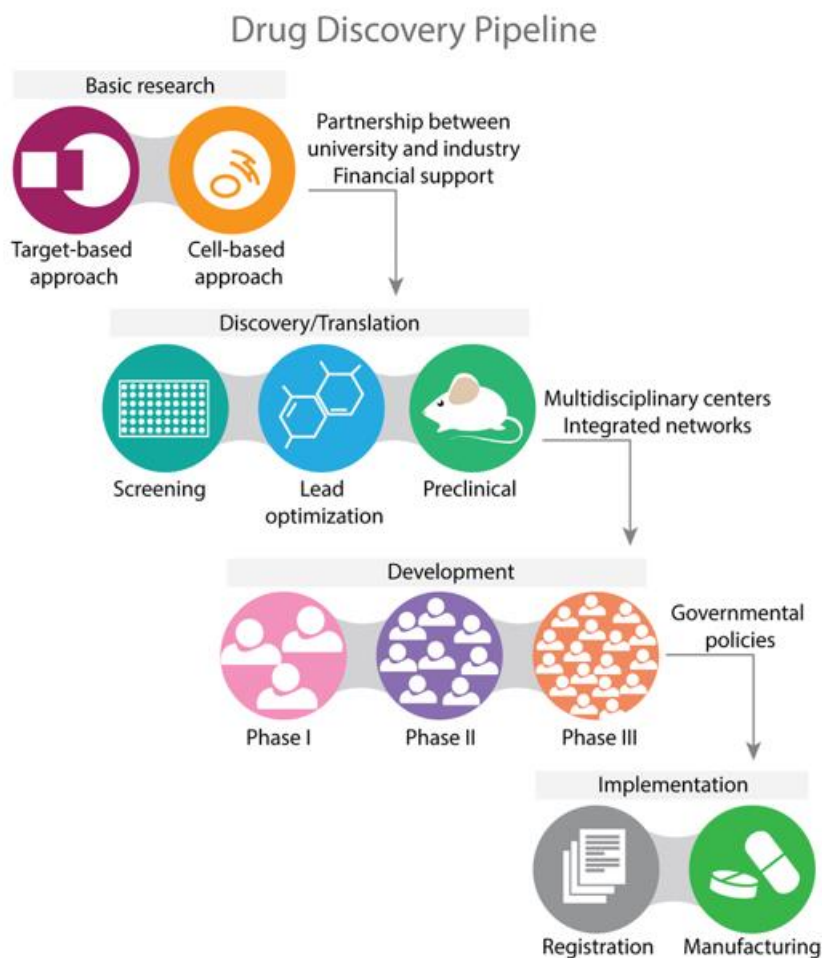 Drug Discovery Pipeline
Basic research
Partnership between
university and industry
Financial support
Target-based
approach
Cell-based
approach
Discovery/Translation
Multidisciplinary centers
Integrated networks
Screening
Lead
optimization
Preclinical
Development
Governmental
policies
Phase I
Phase II
Phase III
Implementation
Registration
Manufacturing